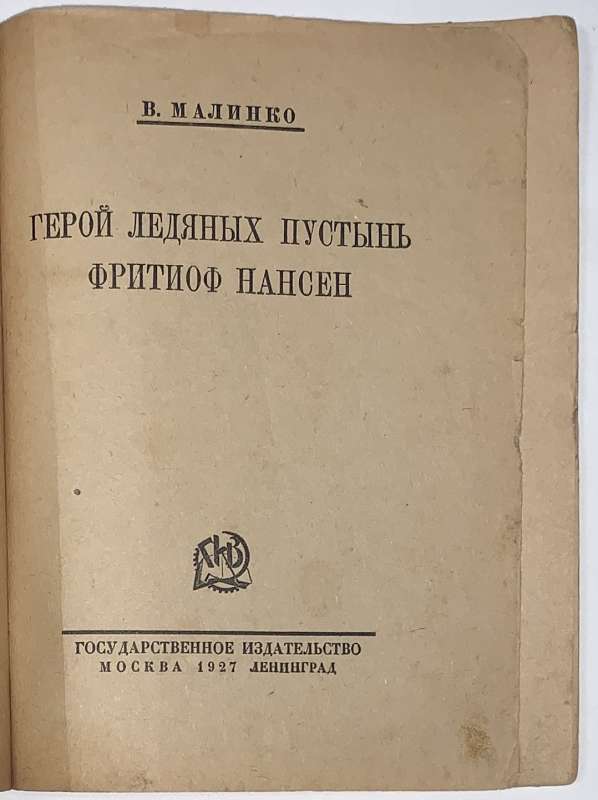 В. МАЛИНКО
ГЕРОЙ ЛЕДЯНЫХ ПУСТЫНЬ
ФРИТИОФ НАНСЕН
ГОСУДАРСТВЕННОЕ ИЗДАТЕЛЬСТВО
МОСКВА 1927 ЛЕНИНГРАД